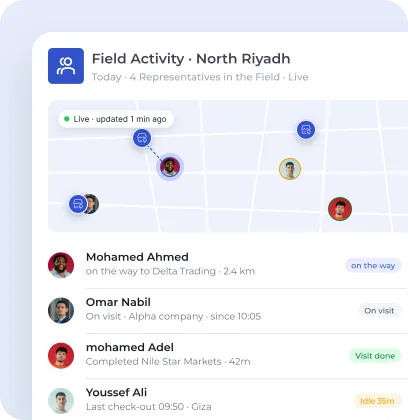 Field Activity · North Riyadh
Today · 4 Representatives in the Field · Live
Live · updated 1 min ago
Mohamed Ahmed
on the way to Delta Trading · 2.4 km
on the way
Omar Nabil
On visit · Alpha company · since 10:05
On visit
mohamed Adel
Completed Nile Star Markets · 42m
Visit done
Youssef Ali
Last check-out 09:50 · Giza
Idle 35m